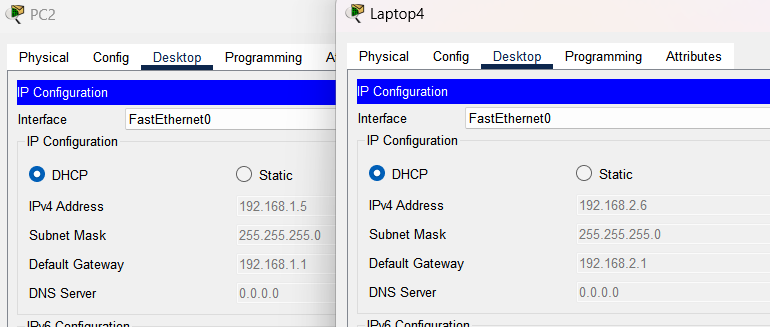 PC2
Physical Config Desktop Programming
IP Configuration
Interface FastEthernet0
IP Configuration
DHCP Static
IPv4 Address 192.168.1.5
Subnet Mask 255.255.255.0
Default Gateway 192.168.1.1
DNS Server 0.0.0.0
IPv6 Configuration
Laptop4
Physical Config Desktop Programming Attributes
IP Configuration
Interface FastEthernet0
IP Configuration
DHCP Static
IPv4 Address 192.168.2.6
Subnet Mask 255.255.255.0
Default Gateway 192.168.2.1
DNS Server 0.0.0.0
IPv6 Configuration